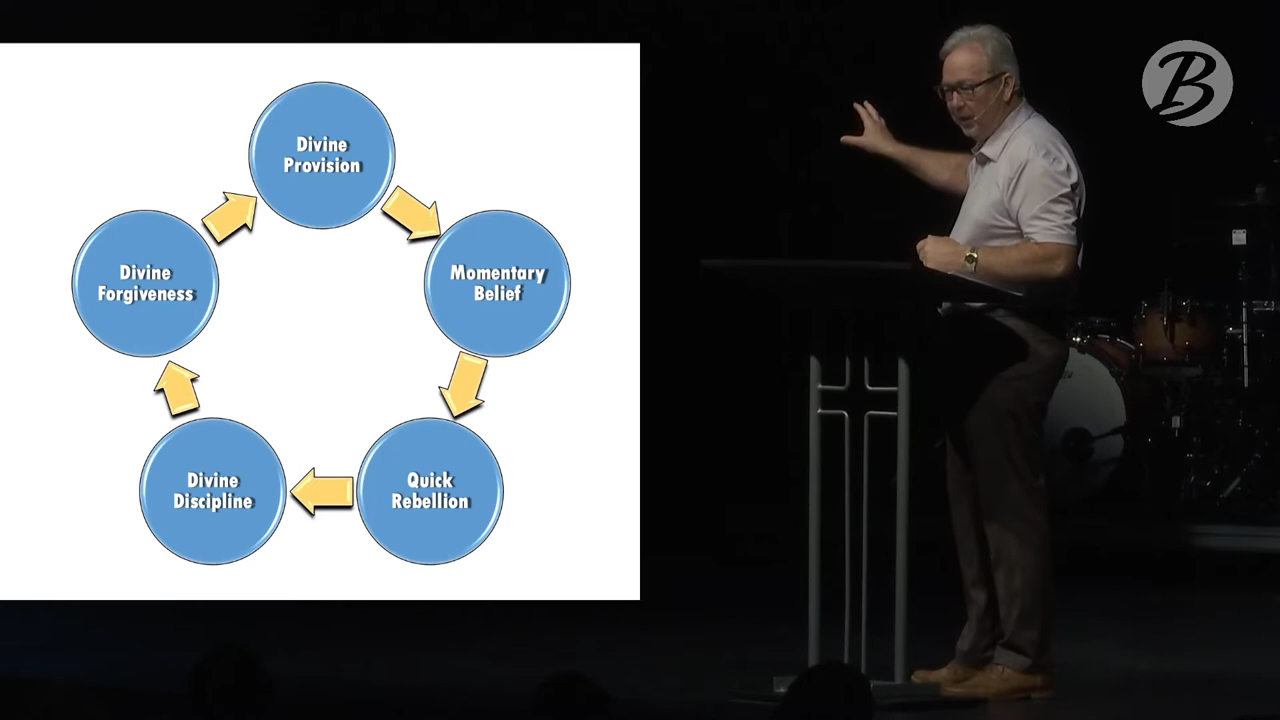 Divine
Provision
Momentary
Belief
Quick
Rebellion
Divine
Discipline
Divine
Forgiveness
B